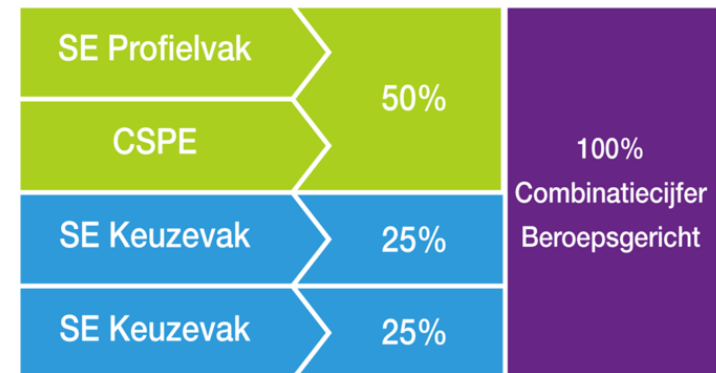 SE Profielvak
CSPE
50%
SE Keuzevak
25%
SE Keuzevak
25%
100%
Combinatiecijfer
Beroepsgericht